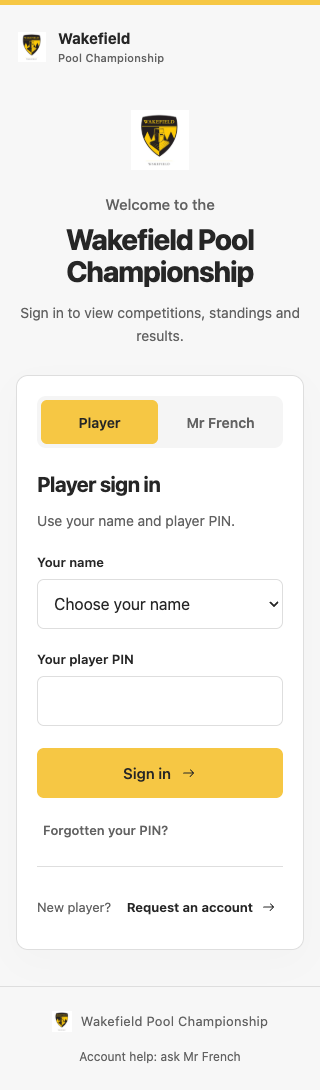 Wakefield
Pool Championship
WAKEFIELD
WAKEFIELD
Welcome to the
Wakefield Pool
Championship
Sign in to view competitions, standings and
results.
Player
Mr French
Player sign in
Use your name and player PIN.
Your name
Choose your name
Your player PIN
Sign in →
Forgotten your PIN?
New player? Request an account →
Wakefield Pool Championship
Account help: ask Mr French